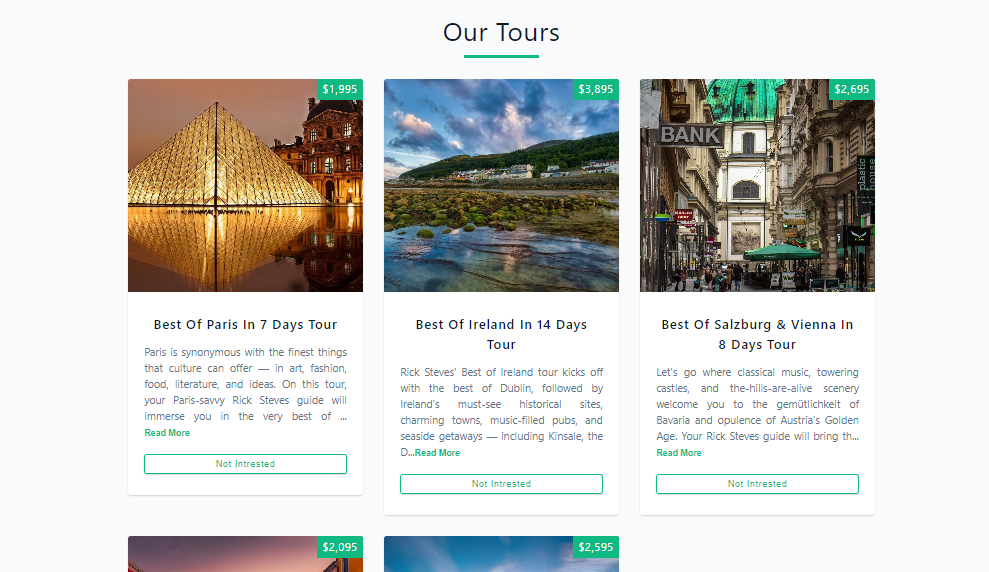 Our Tours
$1,995
$3,895
$2,695
BANK
plastic
house
Best Of Paris In 7 Days Tour
Paris is synonymous with the finest things
that culture can offer — in art, fashion,
food, literature, and ideas. On this tour,
your Paris-savvy Rick Steves guide will
immerse you in the very best of ...
Read More
Not Intrested
Best Of Ireland In 14 Days
Tour
Rick Steves' Best of Ireland tour kicks off
with the best of Dublin, followed by
Ireland's must-see historical sites,
charming towns, music-filled pubs, and
seaside getaways — including Kinsale, the
D...Read More
Not Intrested
Best Of Salzburg & Vienna In
8 Days Tour
Let's go where classical music, towering
castles, and the-hills-are-alive scenery
welcome you to the gemütlichkeit of
Bavaria and opulence of Austria's Golden
Age. Your Rick Steves guide will bring th...
Read More
Not Intrested
$2,095
$2,595